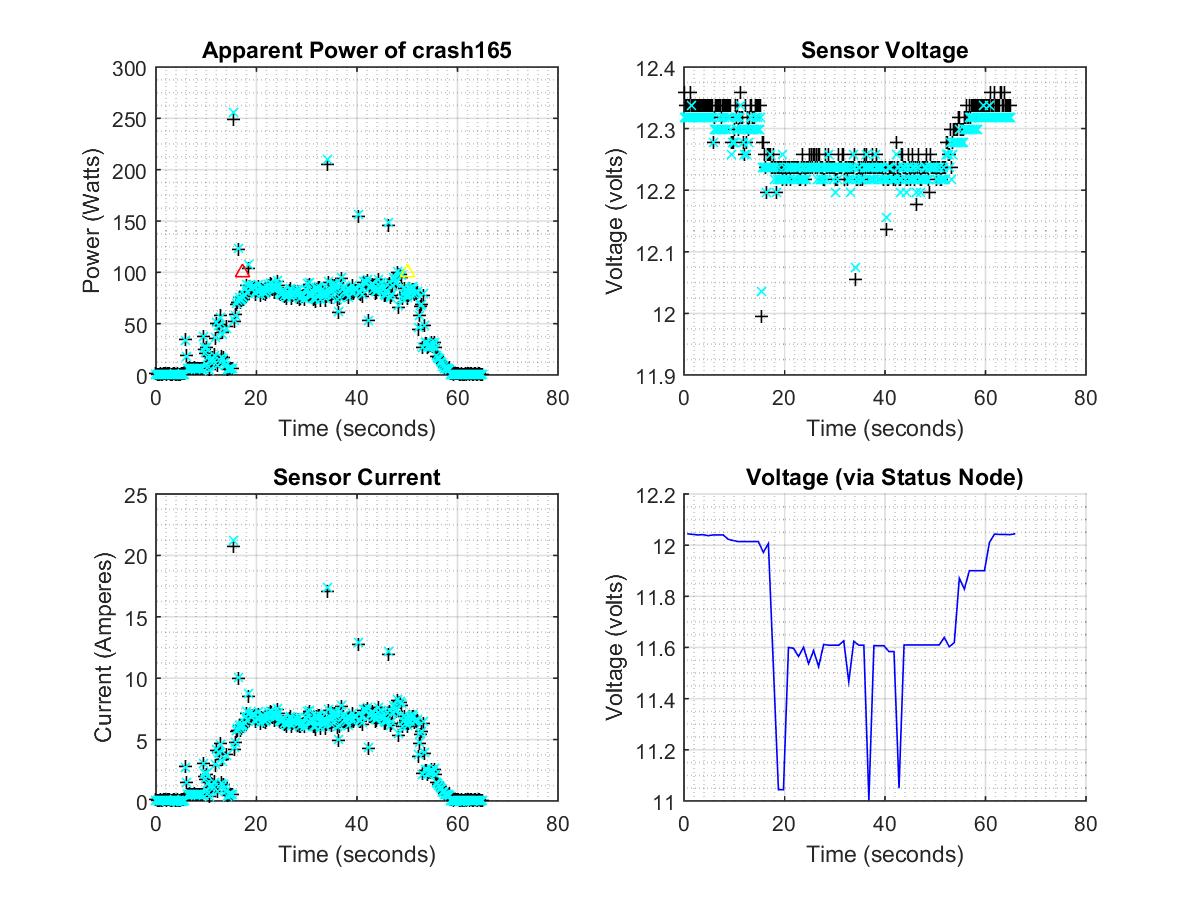 Apparent Power of crash165
300
250
200
150
100
50
0
Power (Watts)
0 20 40 60 80
Time (seconds)
Sensor Voltage
12.4
12.3
12.2
12.1
12
11.9
Voltage (volts)
0 20 40 60 80
Time (seconds)
Sensor Current
25
20
15
10
5
0
Current (Amperes)
0 20 40 60 80
Time (seconds)
Voltage (via Status Node)
12.2
12
11.8
11.6
11.4
11.2
11
Voltage (volts)
0 20 40 60 80
Time (seconds)